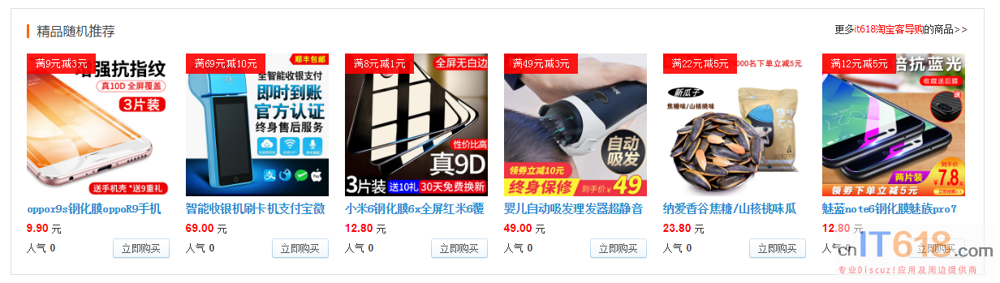 精品随机推荐
更多it618淘宝客导购的商品>>
满9元减3元
增强抗指纹
真10D 全屏覆盖
3片装
送手机壳 *送9重礼
oppor9s钢化膜oppoR9手机
9.90 元
人气 0
立即购买
满69元减10元
顺丰包邮
全智能收银支付
即时到账
官方认证
终身售后服务
智能收银机刷卡机支付宝微
69.00 元
人气 0
立即购买
满8元减1元
全屏无白边
性价比高
真9D
3片装 送10礼 30天免费换新
小米6钢化膜6x全屏红米6覆
12.80 元
人气 0
立即购买
满49元减3元
自动
吸发
领券立减10元
终身保修 到手价¥49
婴儿自动吸发理发器超静音
49.00 元
人气 0
立即购买
满22元减5元
000名下单立减5元
新瓜子
焦糖味/山核桃味
纳爱香谷焦糖/山核桃味瓜
23.80 元
人气 0
立即购买
满12元减5元
倍抗蓝光
收藏送后膜
送
两片装
到手价
¥7.8
领券下单立减5元
魅蓝note6钢化膜魅族pro7
12.80 元
人气 0
立即购买
cnIT618.com
专业Discuz!应用及周边提供商